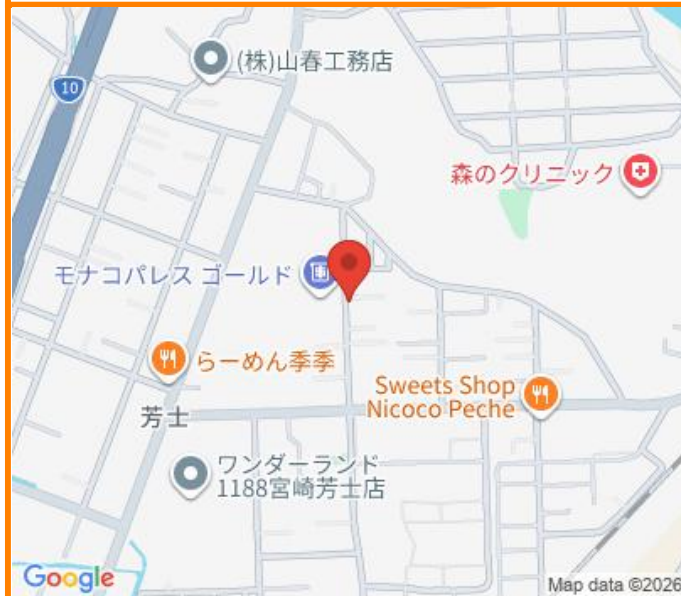 (株)山春工務店
10
森のクリニック
モナコパレス ゴールド
らーめん季季
Sweets Shop
Nicoco Peche
芳士
ワンダーランド
1188宮崎芳士店
Google
Map data ©2026